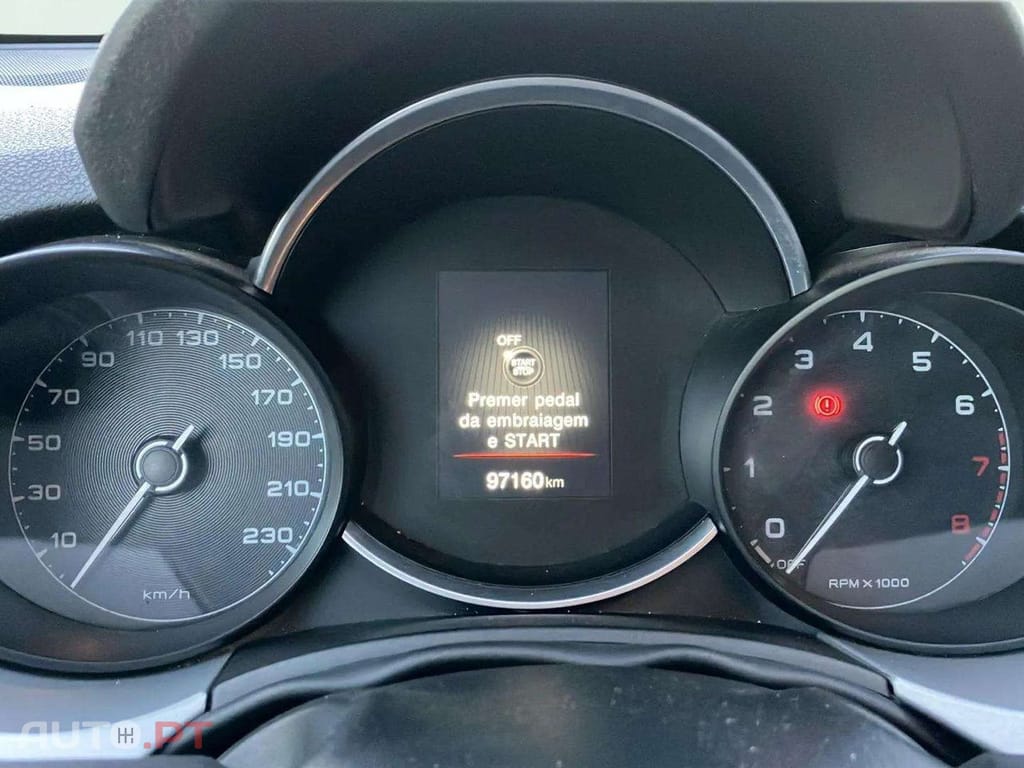 10
30
50
70
90
110
130
150
170
190
210
230
km/h
OFF
START
STOP
Premer pedal
da embraiagem
e START
97160km
OFF
0
1
2
3
4
5
6
7
8
RPM X 1000
AUTO.PT